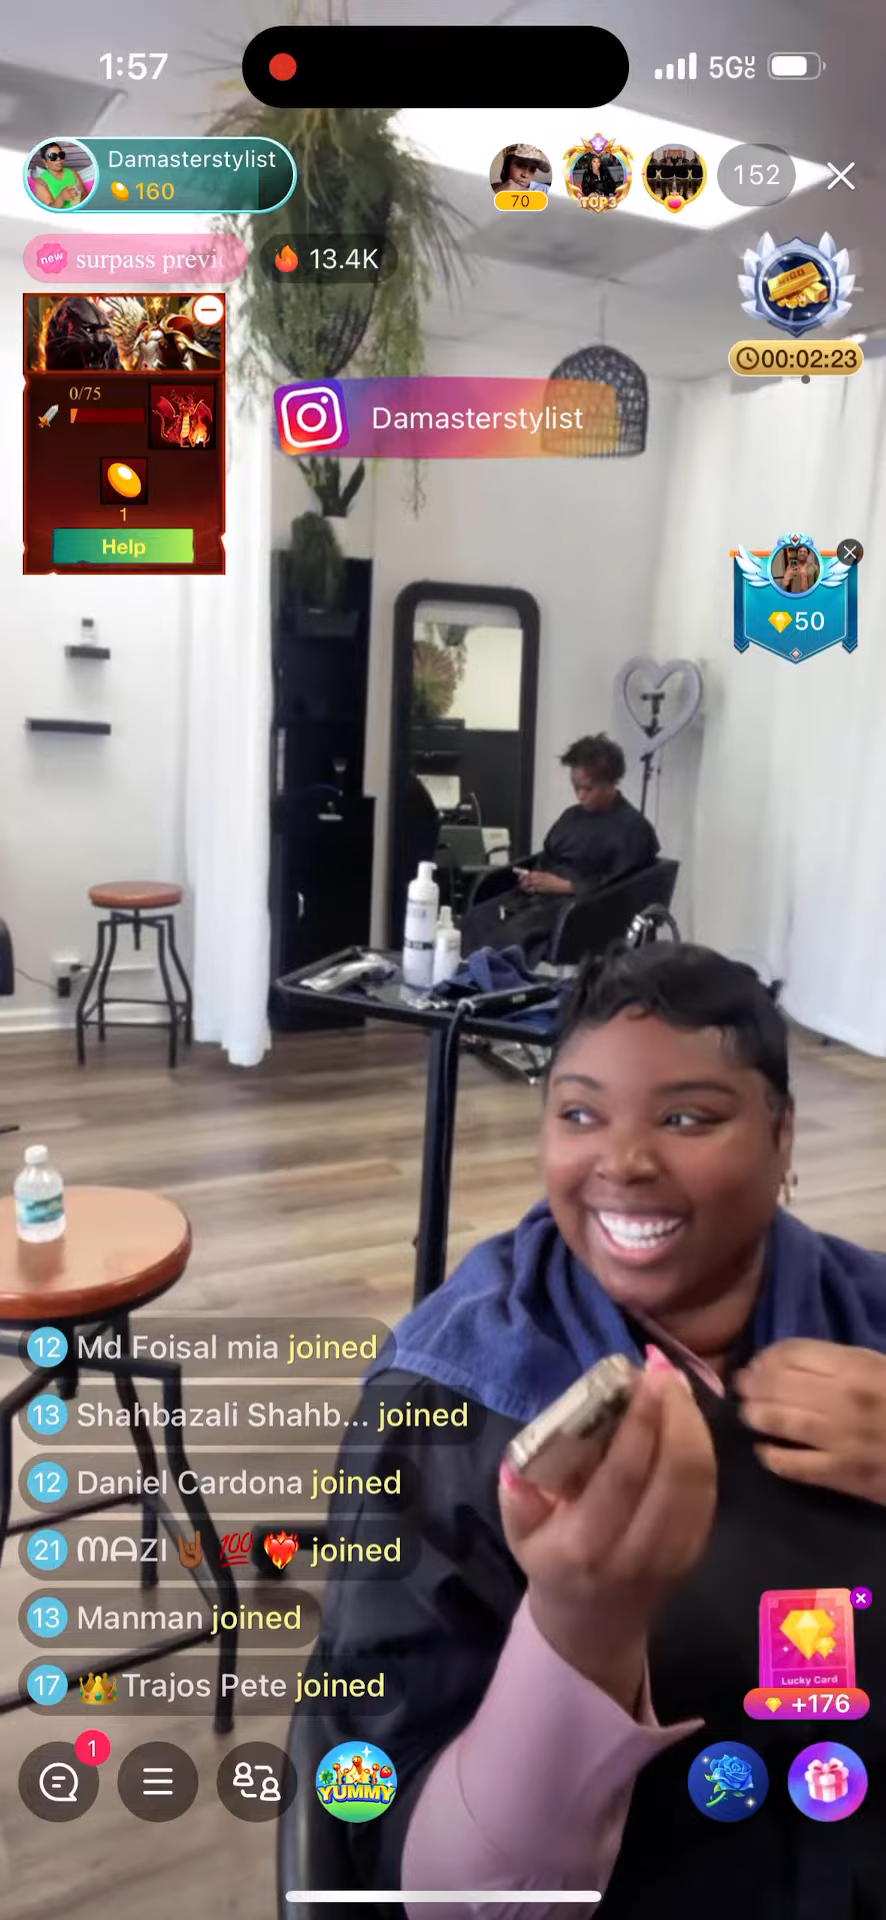 1:57
5GUC
Damasterstylist
160
70
TOP3
152
new surpass previ
13.4K
00:02:23
0/75
Damasterstylist
1
Help
50
12 Md Foisal mia joined
13 Shahbazali Shahb... joined
12 Daniel Cardona joined
21 MAZI🤘🏾💯❤️‍🔥 joined
13 Manman joined
17 👑Trajos Pete joined
Lucky Card
+176
1
YUMMY